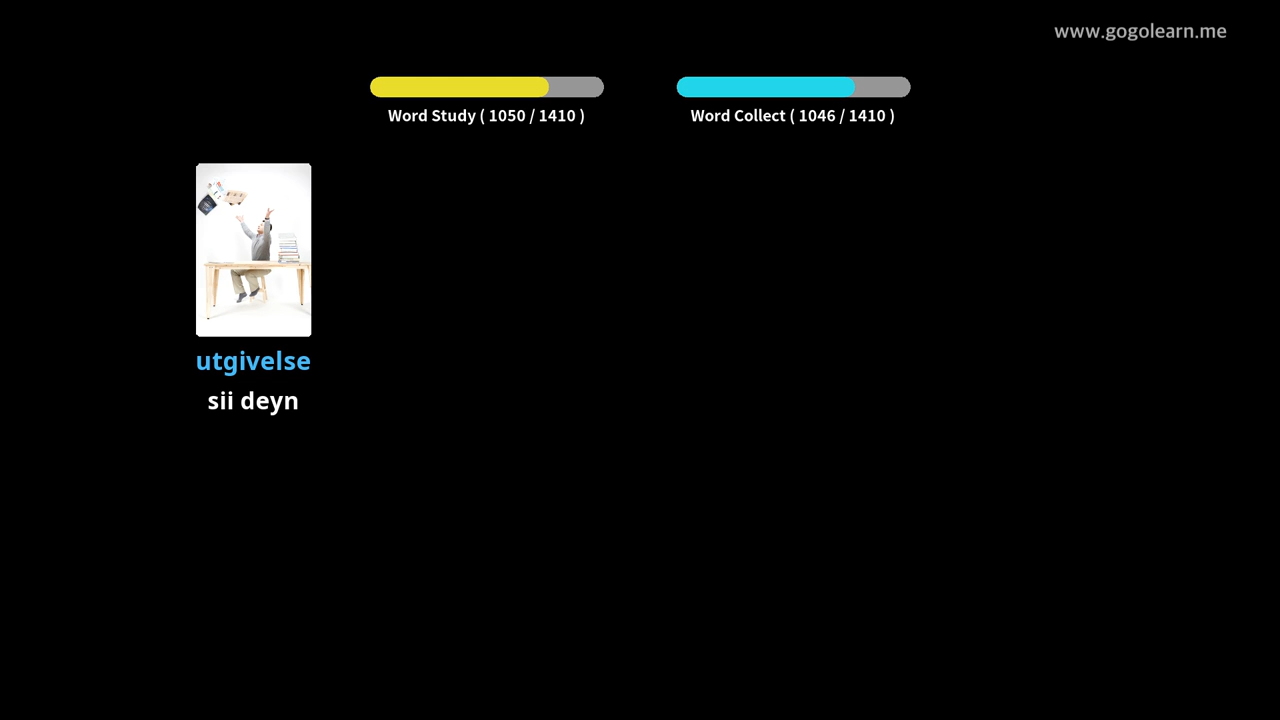 www.gogolearn.me
Word Study ( 1050 / 1410 )
Word Collect ( 1046 / 1410 )
utgivelse
sii deyn